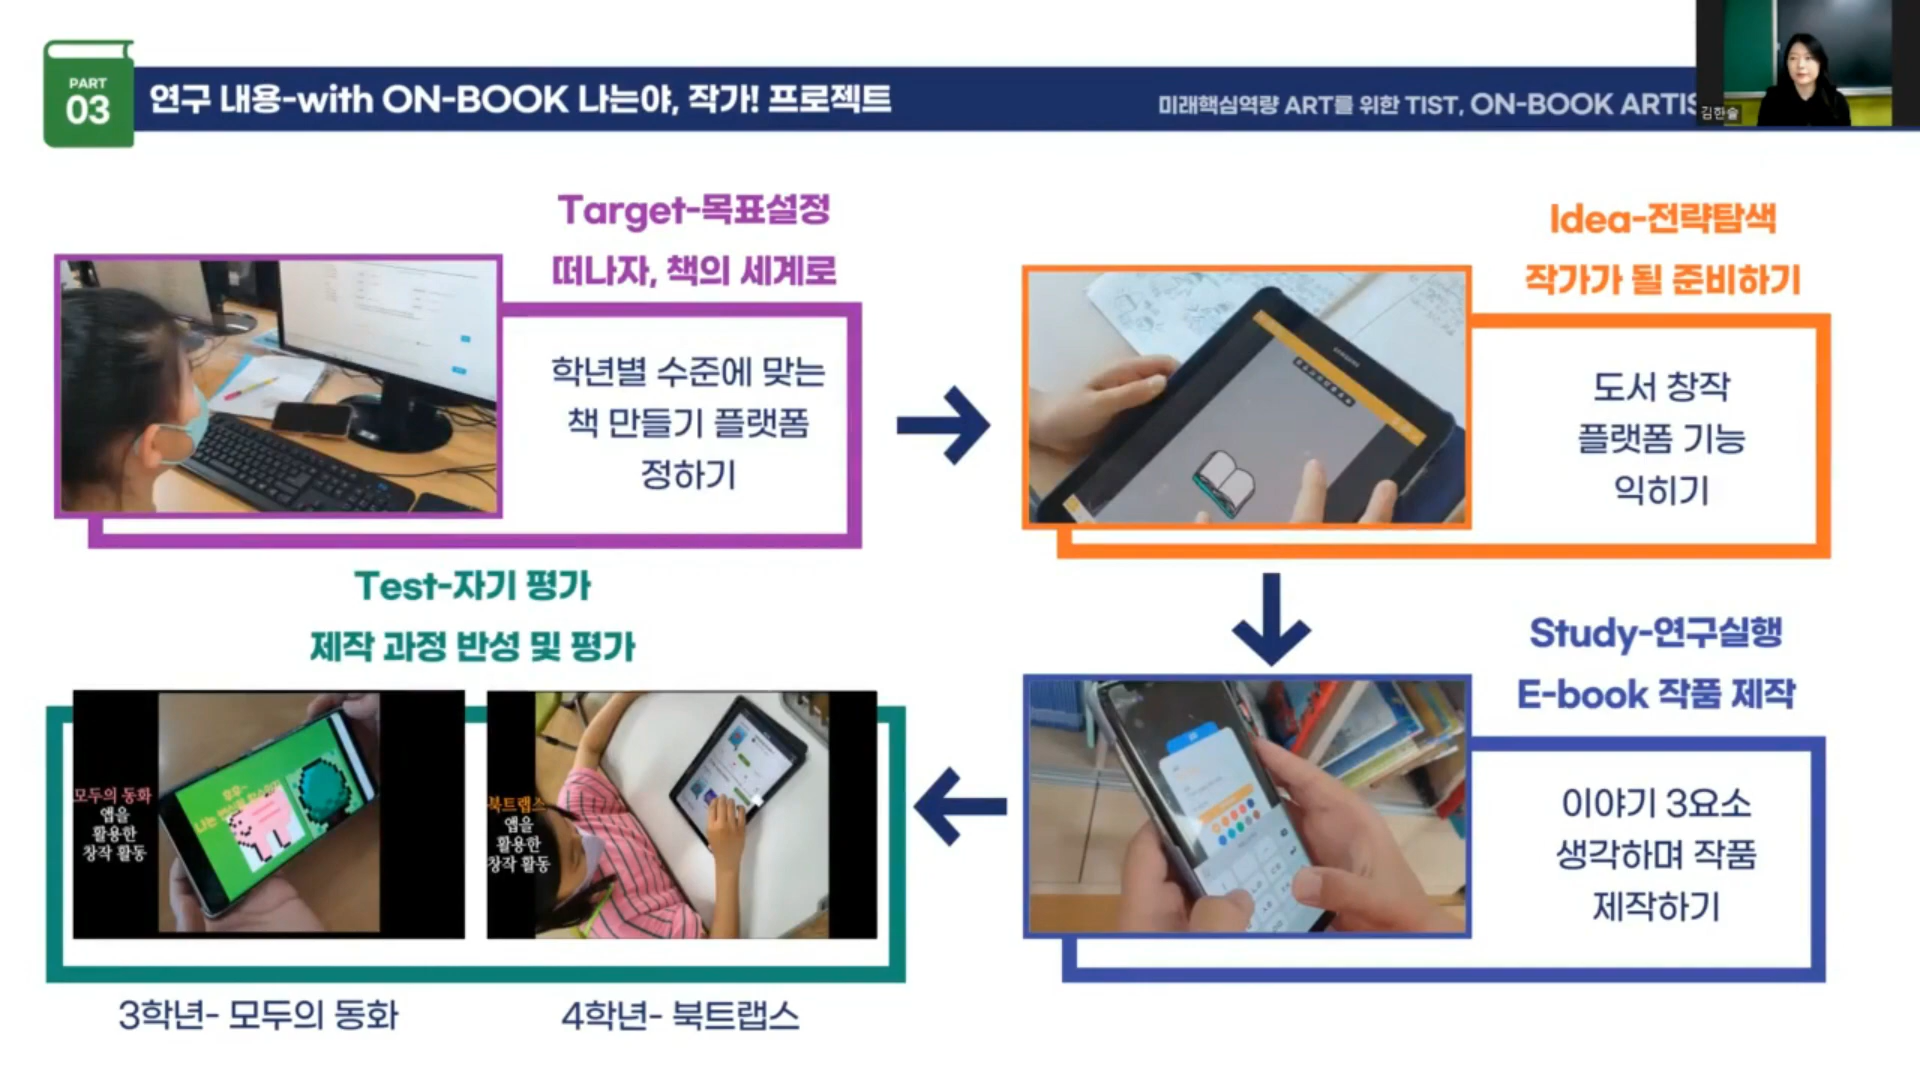 PART
03
연구 내용-with ON-BOOK 나는야, 작가! 프로젝트
미래핵심역량 ART를 위한 TIST, ON-BOOK ARTIS
김한슬
Target-목표설정
떠나자, 책의 세계로
학년별 수준에 맞는
책 만들기 플랫폼
정하기
Idea-전략탐색
작가가 될 준비하기
SAMSUNG
도서 창작
플랫폼 기능
익히기
Study-연구실행
E-book 작품 제작
이야기 3요소
생각하며 작품
제작하기
Test-자기 평가
제작 과정 반성 및 평가
모두의 동화
앱을
활용한
창작 활동
북트랩스
앱을
활용한
창작 활동
3학년- 모두의 동화
4학년- 북트랩스